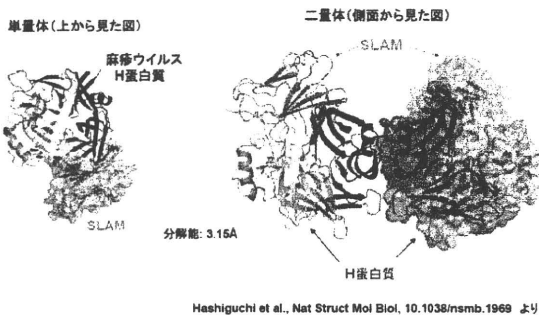 単量体(上から見た図)
麻疹ウイルス
H蛋白質
SLAM
分解能: 3.15Å
二量体(側面から見た図)
SLAM
H蛋白質
Hashiguchi et al., Nat Struct Mol Biol, 10.1038/nsmb.1969 より